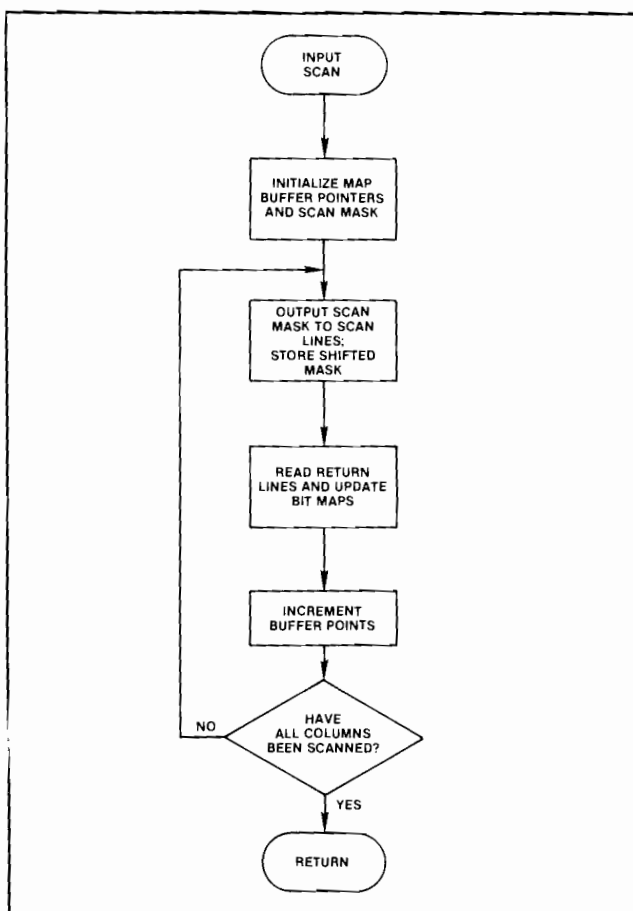 INPUT
SCAN
INITIALIZE MAP
BUFFER POINTERS
AND SCAN MASK
OUTPUT SCAN
MASK TO SCAN
LINES;
STORE SHIFTED
MASK
READ RETURN
LINES AND UPDATE
BIT MAPS
INCREMENT
BUFFER POINTS
HAVE
ALL COLUMNS
BEEN SCANNED?
NO
YES
RETURN